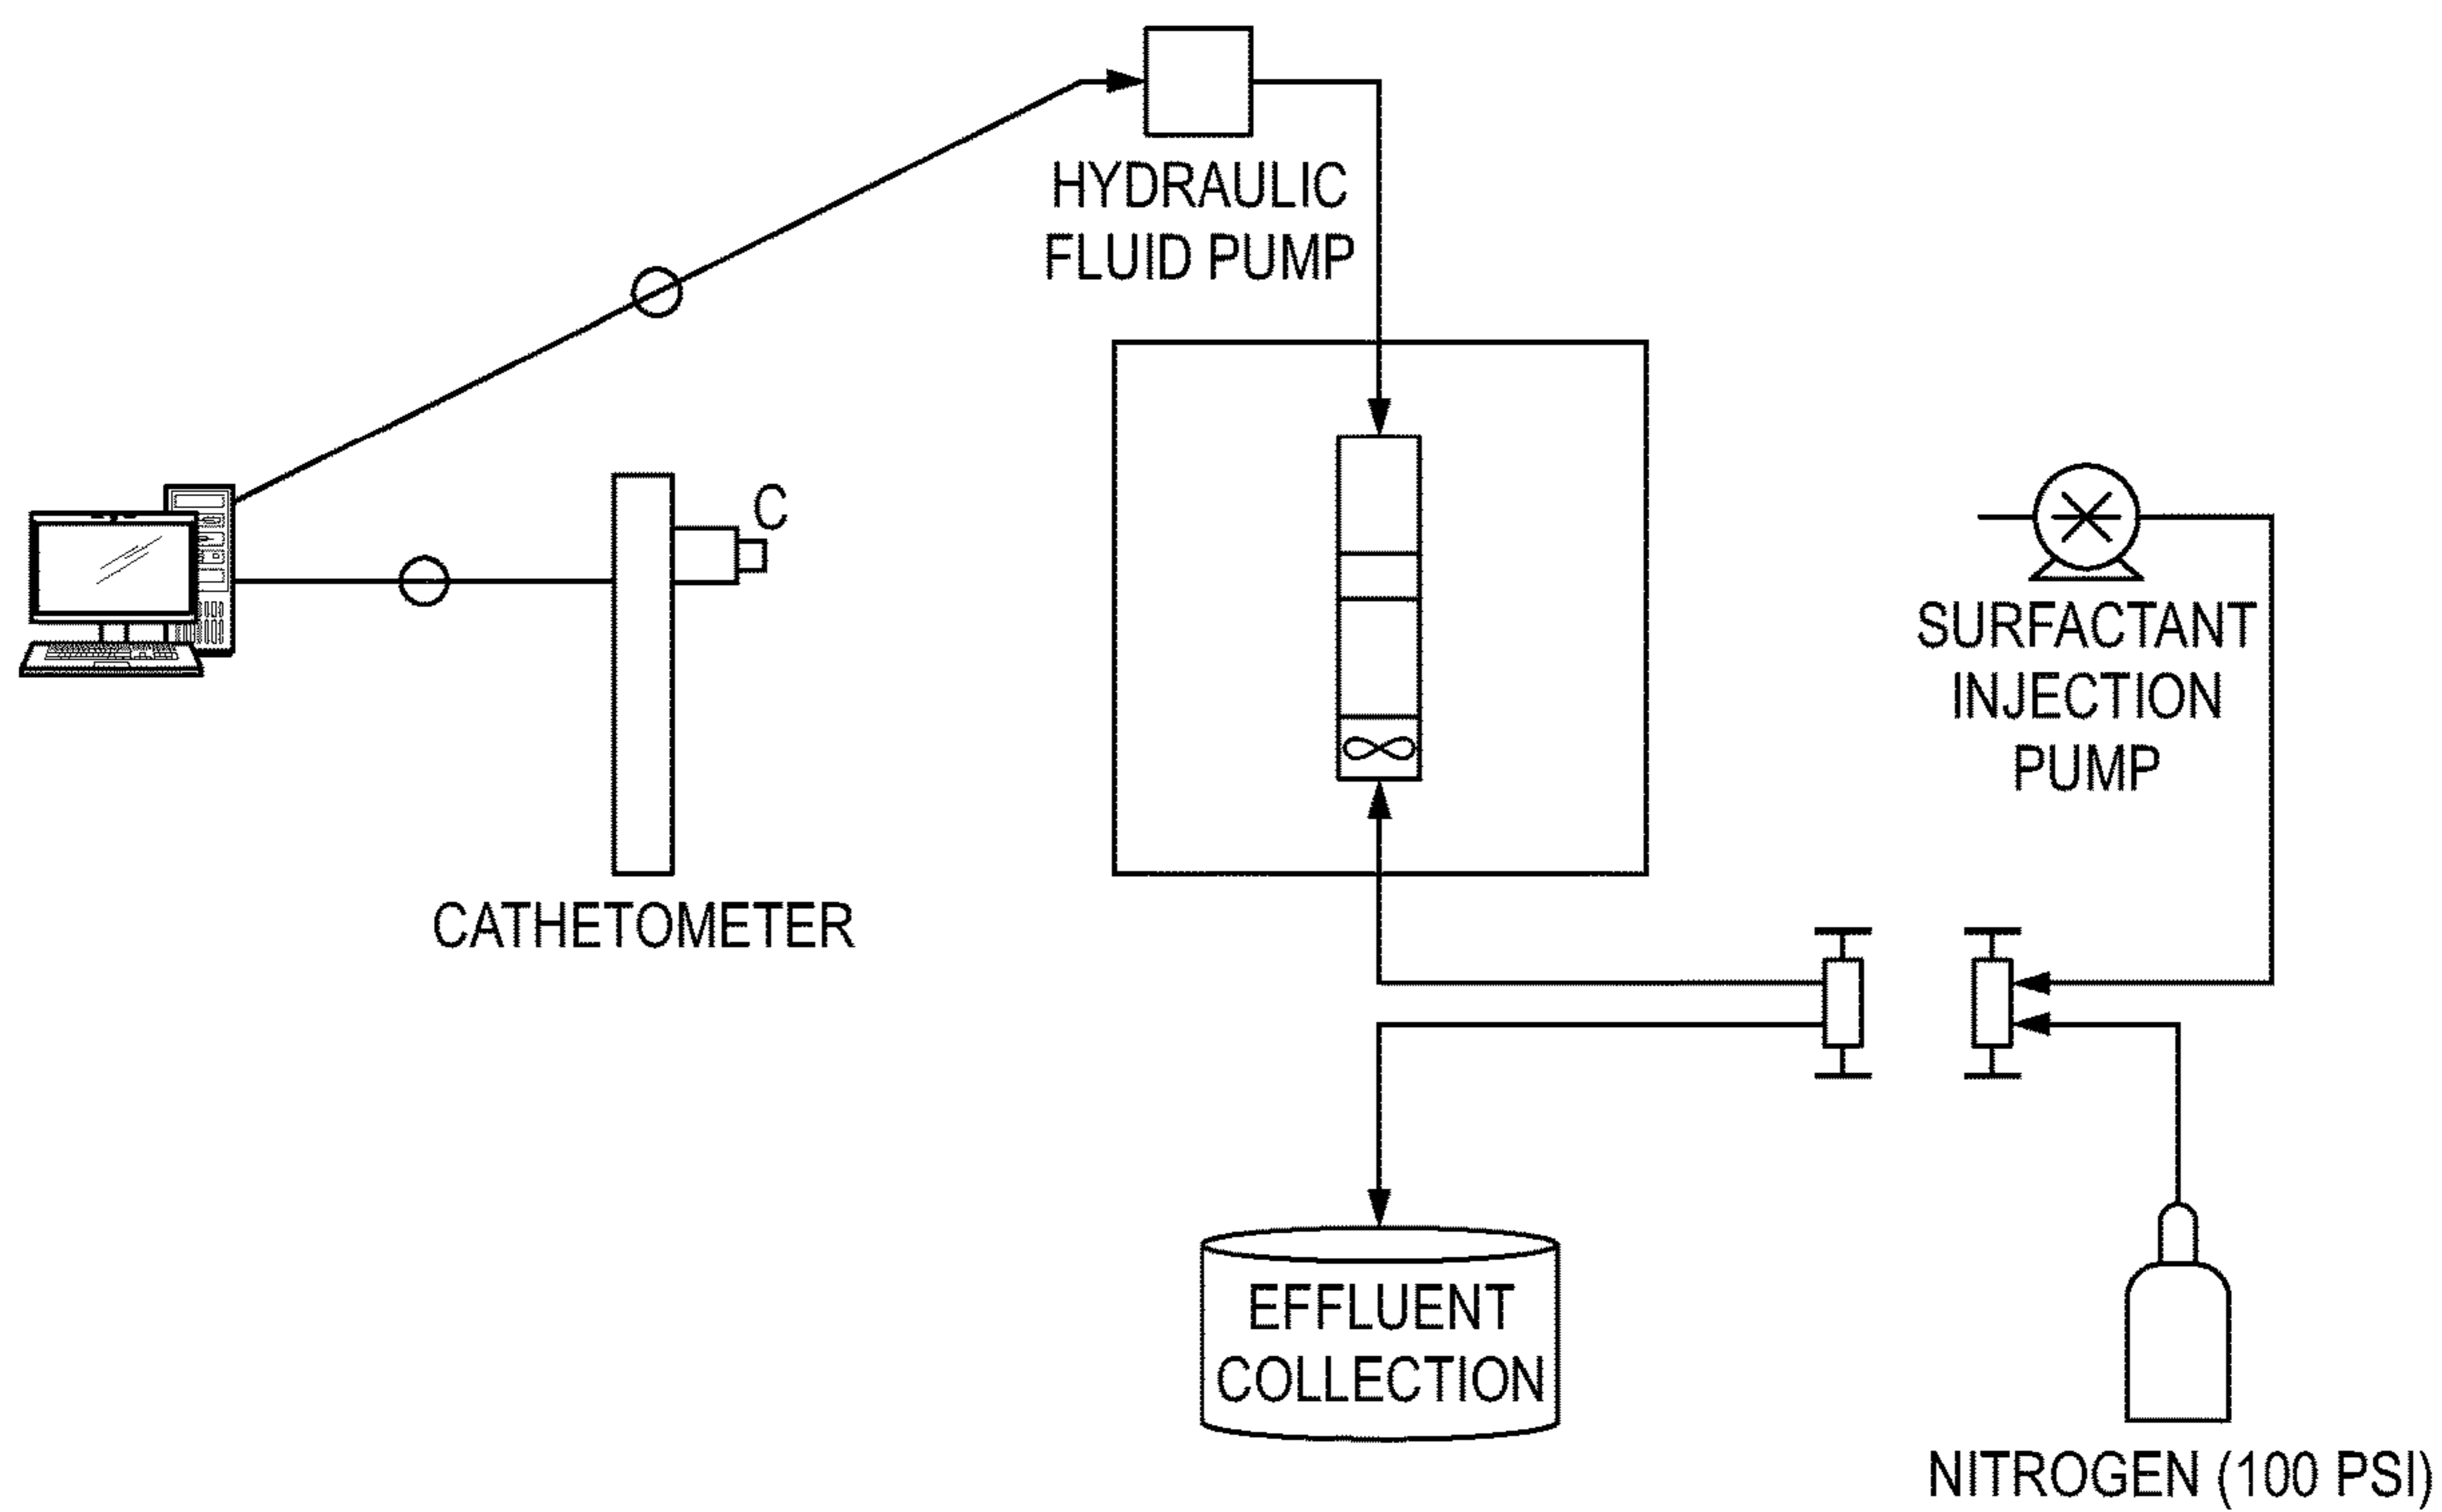 HYDRAULIC
FLUID PUMP
C
CATHETOMETER
SURFACTANT
INJECTION
PUMP
EFFLUENT
COLLECTION
NITROGEN (100 PSI)